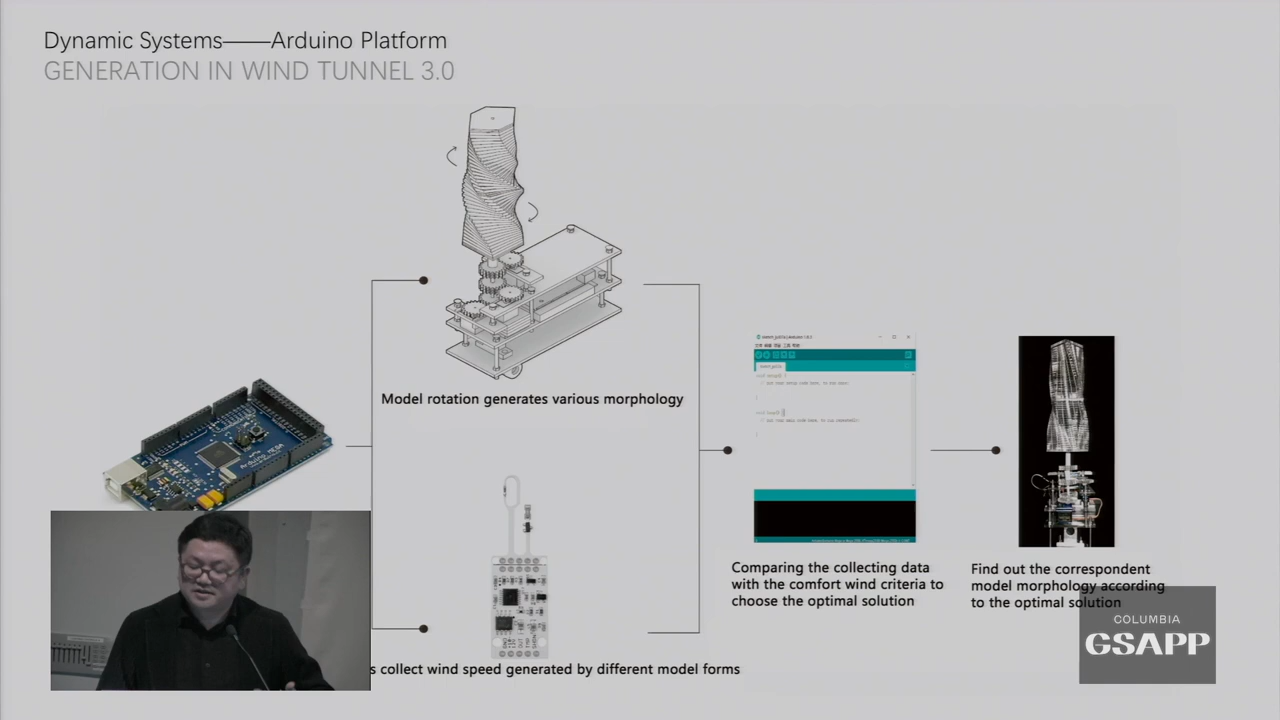 Dynamic Systems——Arduino Platform
GENERATION IN WIND TUNNEL 3.0
Model rotation generates various morphology
Arduino MEGA
Comparing the collecting data
with the comfort wind criteria to
choose the optimal solution
Find out the correspondent
model morphology according
to the optimal solution
s collect wind speed generated by different model forms
COLUMBIA
GSAPP